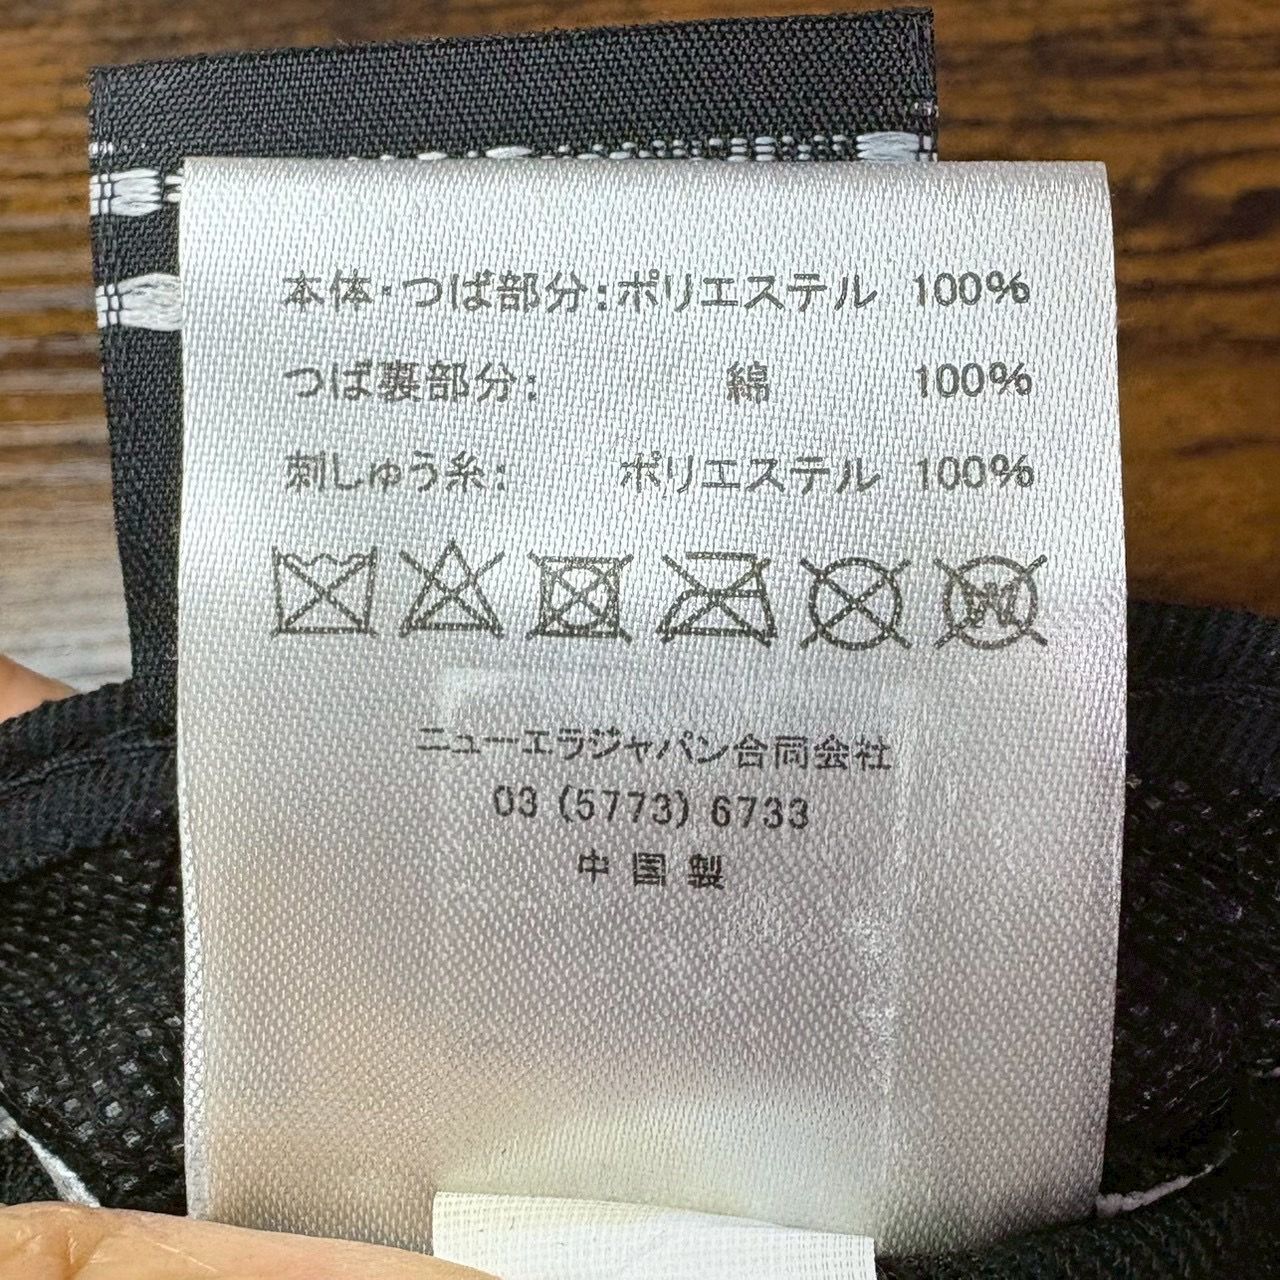 本体・つば部分:ポリエステル 100%
つば裏部分: 綿 100%
刺しゅう糸: ポリエステル 100%
ニューエラジャパン合同会社
03 (5773) 6733
中国製